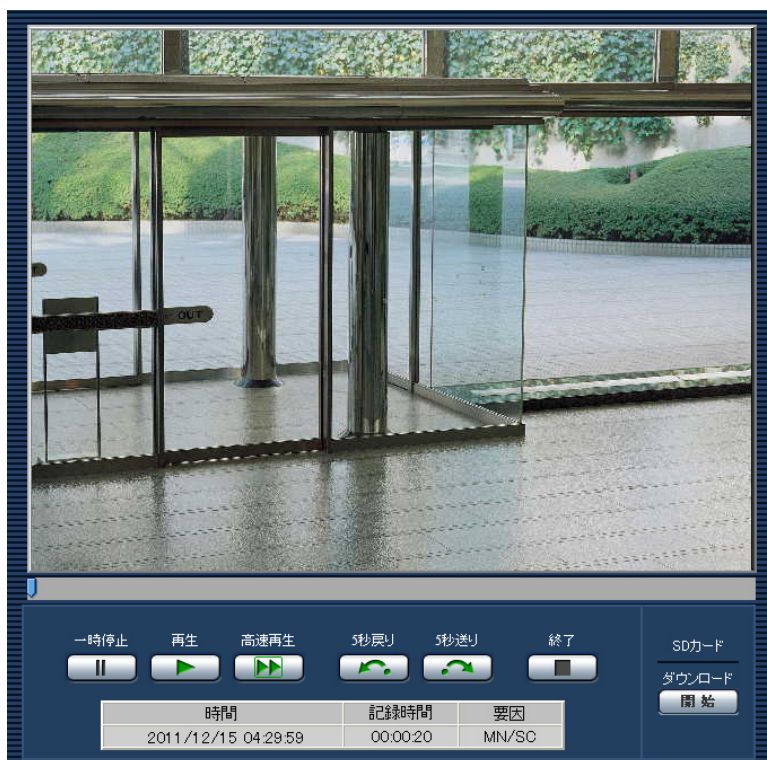 OUT
一時停止 再生 高速再生 5秒戻り 5秒送り 終了
SDカード
ダウンロード
開始
時間 記録時間 要因
2011/12/15 04:29:59 00:00:20 MN/SC